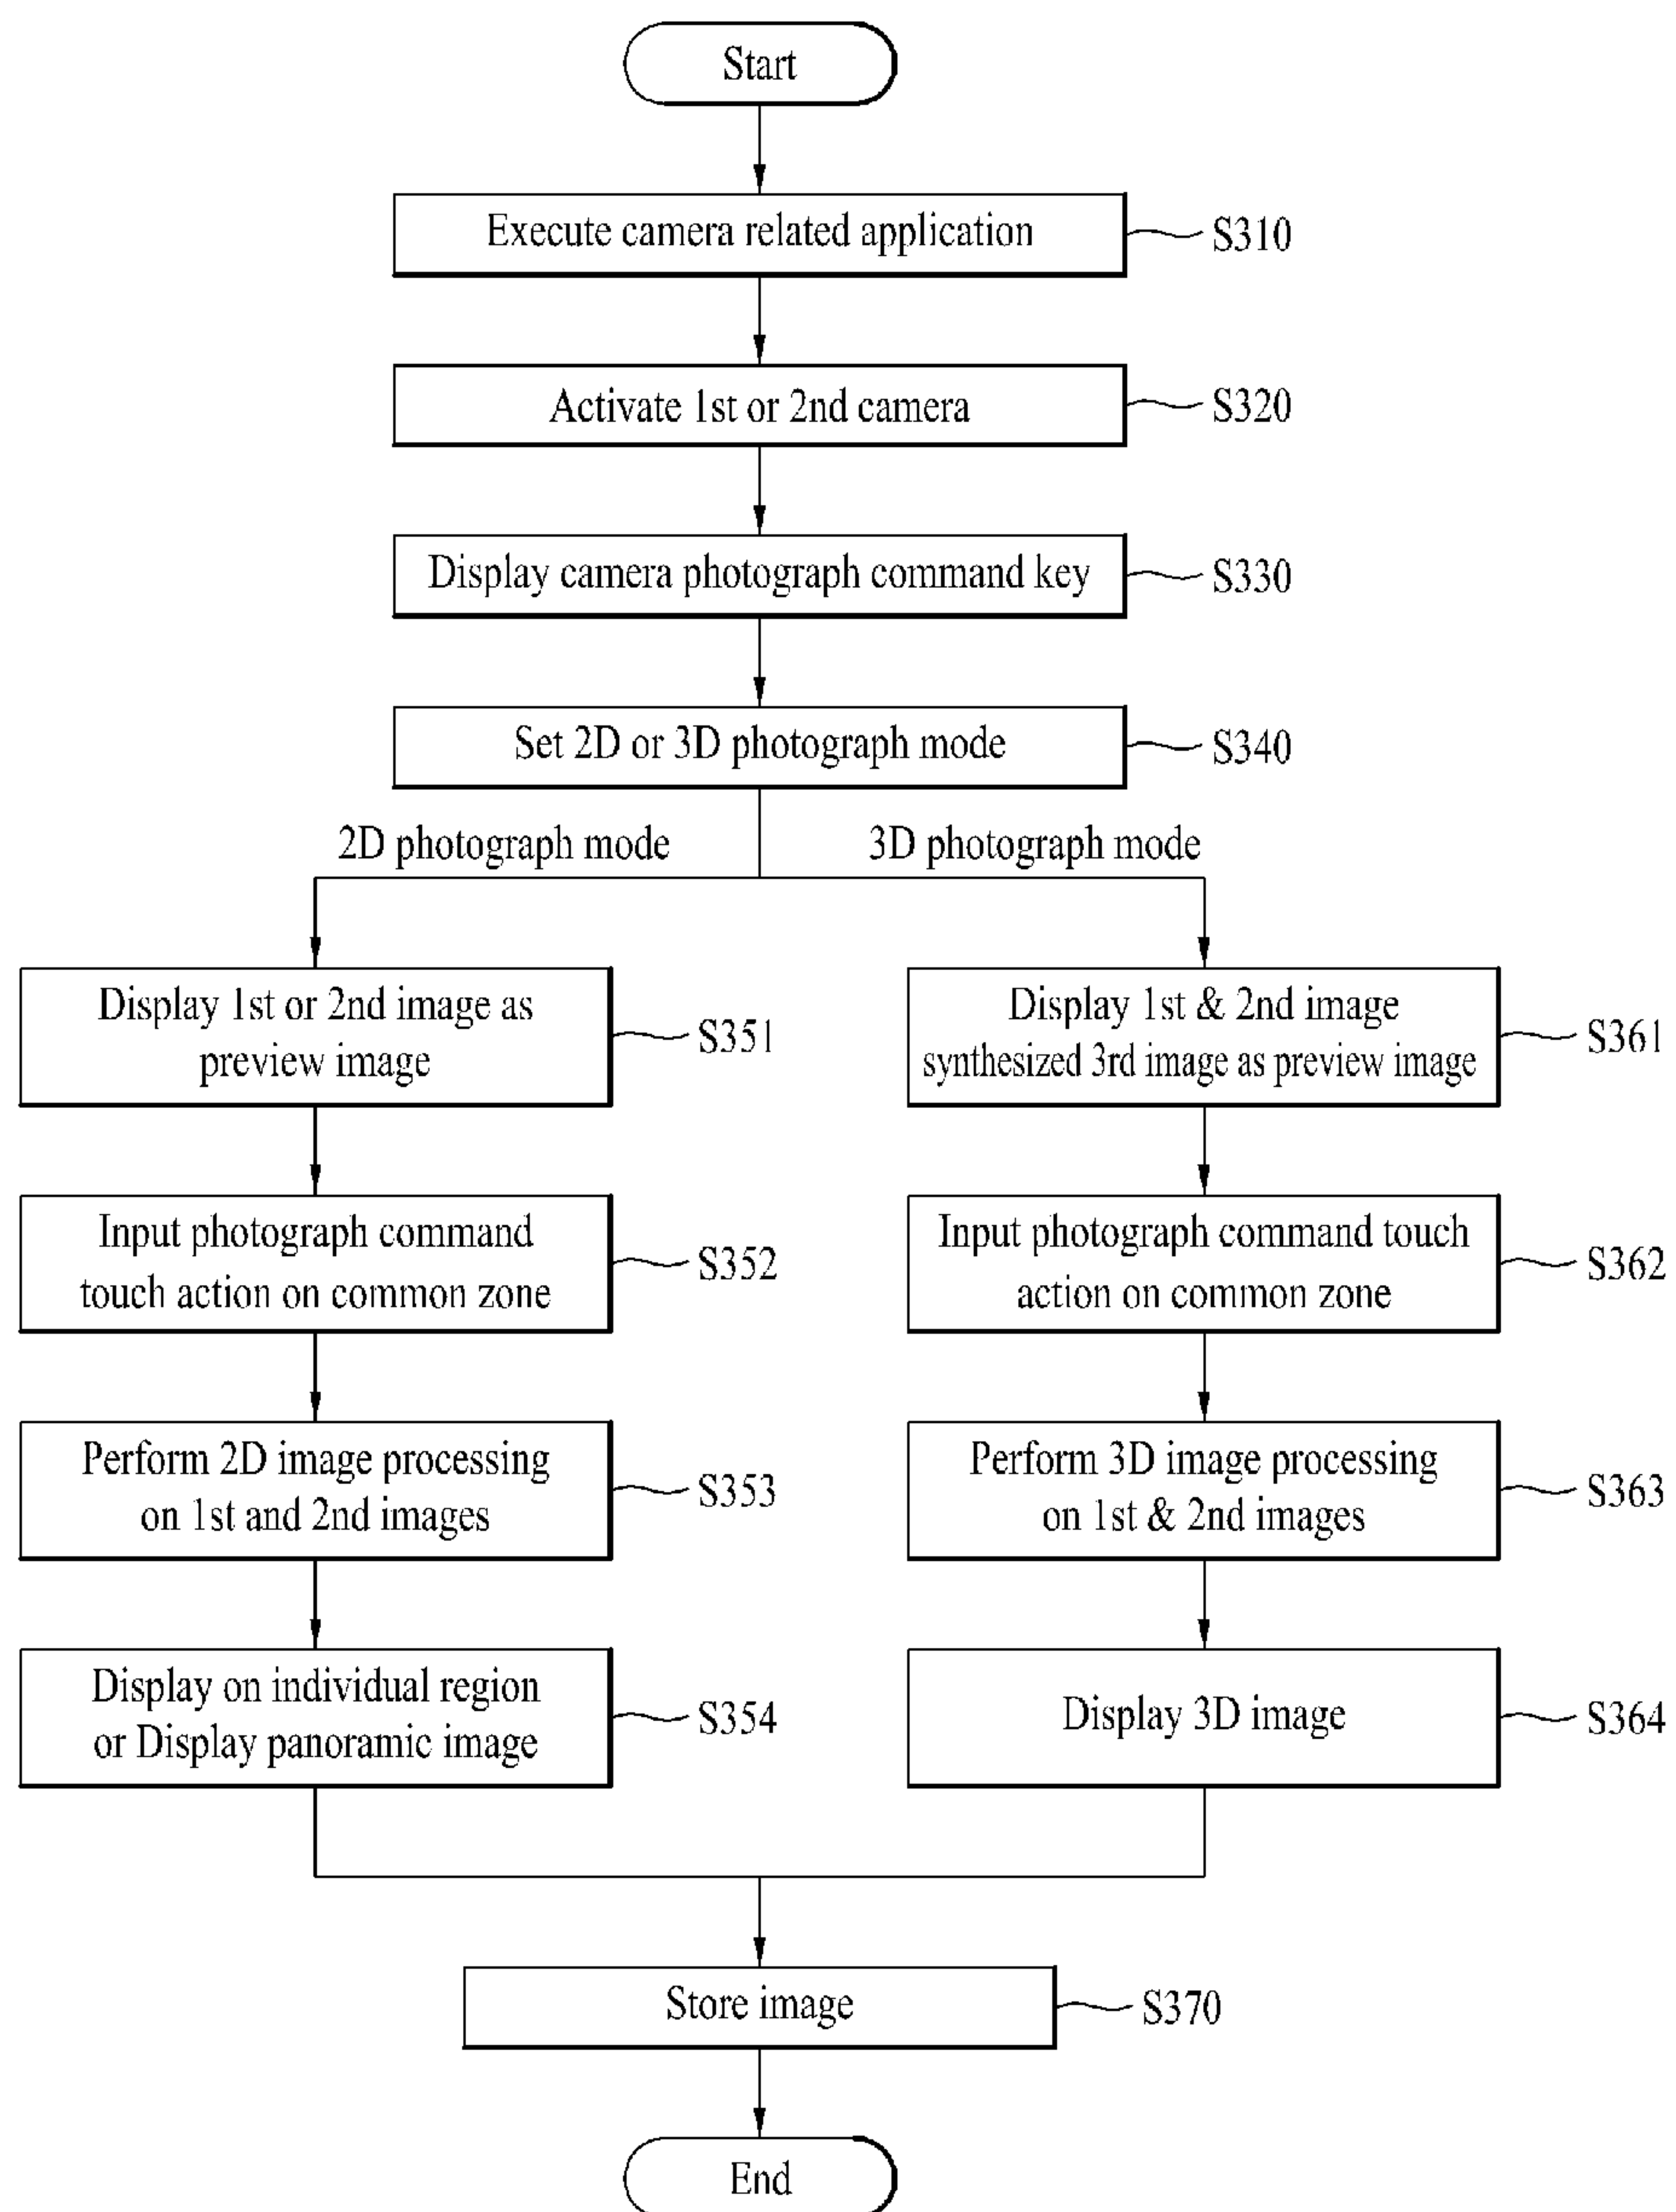 Start
Execute camera related application
S310
Activate 1st or 2nd camera
S320
Display camera photograph command key
S330
Set 2D or 3D photograph mode
S340
2D photograph mode
3D photograph mode
Display 1st or 2nd image as
preview image
S351
Input photograph command
touch action on common zone
S352
Perform 2D image processing
on 1st and 2nd images
S353
Display on individual region
or Display panoramic image
S354
Display 1st & 2nd image
synthesized 3rd image as preview image
S361
Input photograph command touch
action on common zone
S362
Perform 3D image processing
on 1st & 2nd images
S363
Display 3D image
S364
Store image
S370
End